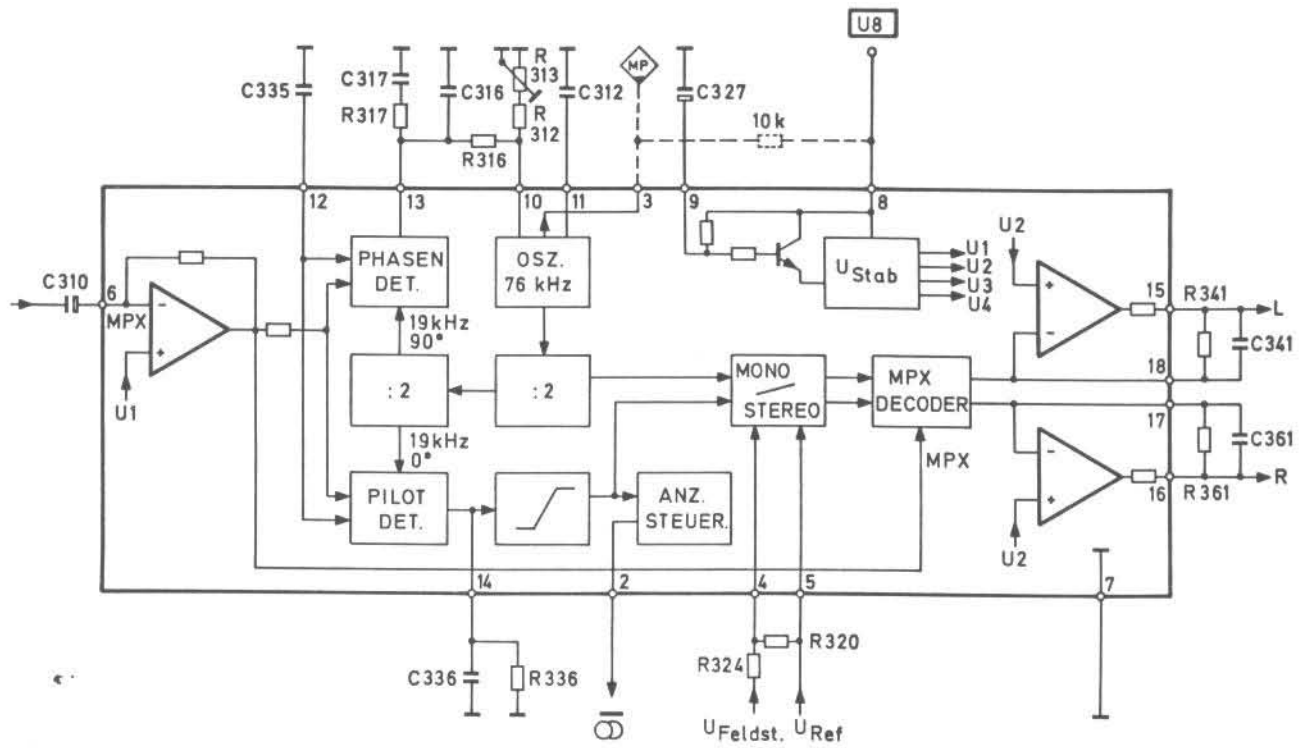 U8
C335
C317
R317
C316
R316
R
313
R
312
C312
MP
C327
10k
12
13
10
11
3
9
8
C310
6
MPX
U1
PHASEN
DET.
OSZ.
76 kHz
UStab
U1
U2
U3
U4
U2
15
R341
L
C341
18
19kHz
90°
:2
:2
MONO
STEREO
MPX
DECODER
17
C361
19kHz
0°
MPX
16
R361
R
PILOT
DET.
ANZ.
STEUER.
U2
14
2
4
5
7
C336
R336
R324
R320
UFeldst.
URef